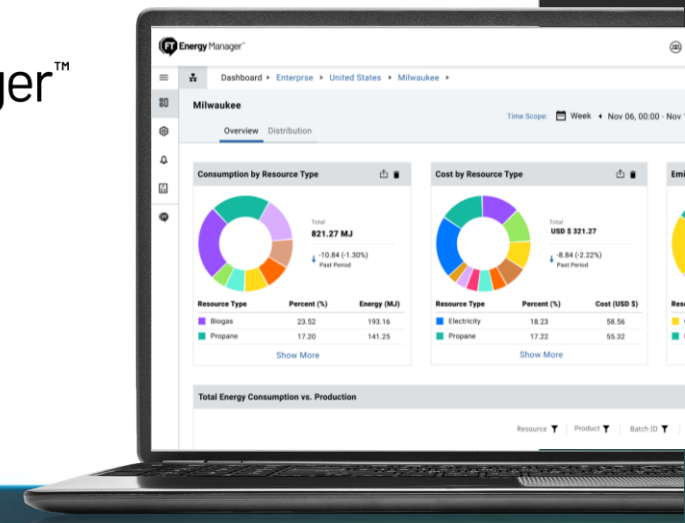 ger™
FT Energy Manager™
Dashboard ▸ Enterprse ▸ United States ▸ Milwaukee ▸
Milwaukee
Time Scope: Week Nov 06, 00:00 - Nov
Overview Distribution
Consumption by Resource Type
Total
821.27 MJ
-10.84 (-1.30%)
Past Period
Resource Type Percent (%) Energy (MJ)
Biogas 23.52 193.16
Propane 17.20 141.25
Show More
Cost by Resource Type
Total
USD $ 321.27
-8.84 (-2.22%)
Past Period
Resource Type Percent (%) Cost (USD $)
Electricity 18.23 58.56
Propane 17.22 55.32
Show More
Emi
Reso
Total Energy Consumption vs. Production
Resource Product Batch ID